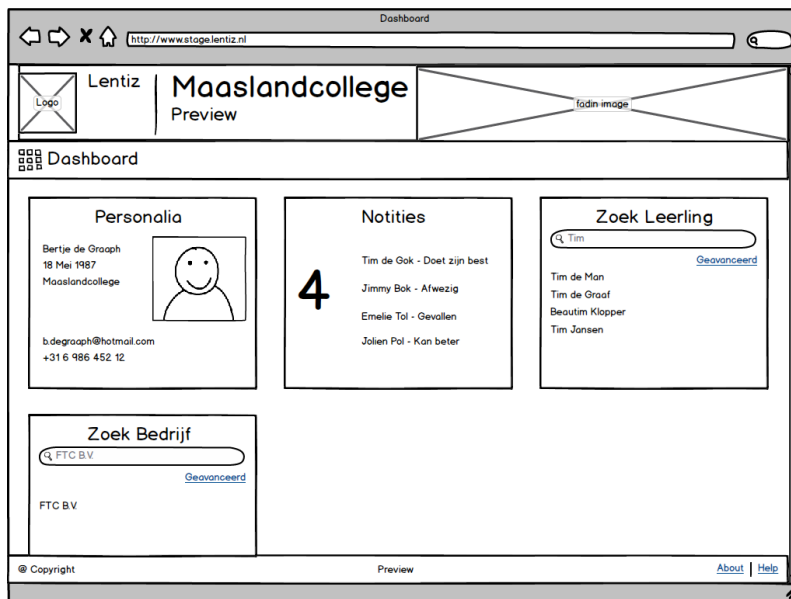 Dashboard
http://www.stage.lentiz.nl
Logo
Lentiz
Maaslandcollege
Preview
fadin image
Dashboard
Personalia
Bertje de Graaph
18 Mei 1987
Maaslandcollege
b.degraaph@hotmail.com
+31 6 986 452 12
Notities
4
Tim de Gok - Doet zijn best
Jimmy Bok - Afwezig
Emelie Tol - Gevallen
Jolien Pol - Kan beter
Zoek Leerling
Tim
Geavanceerd
Tim de Man
Tim de Graaf
Beautim Klopper
Tim Jansen
Zoek Bedrijf
FTC B.V.
Geavanceerd
FTC B.V.
@ Copyright
Preview
About | Help